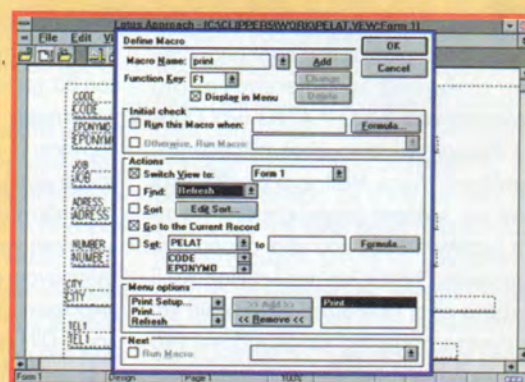 Lotus Approach - [C:\CLIPPER5\WORK\PELAT.VEW:Form 1]
File Edit
Define Macro
OK
Cancel
Macro Name: print
Add
Function Key: F1
Change
Display in Menu
Delete
Initial check
Run this Macro when:
Formula...
Otherwise, Run Macro:
Actions
Switch View to: Form 1
Find: Refresh
Sort Edit Sort...
Go to the Current Record
Set: PELAT to
Formula...
CODE
EPONYMO
Menu options
Print Setup...
Print...
Refresh
>> Add >>
<< Remove <<
Print
Next
Run Macro:
CODE
CODE
EPONYMO
EPONYM
JOB
JOB
ADRESS
ADRESS
NUMBER
NUMBE
CITY
CITY
TEL1
TEL1
Form 1 Design Page 1 100%